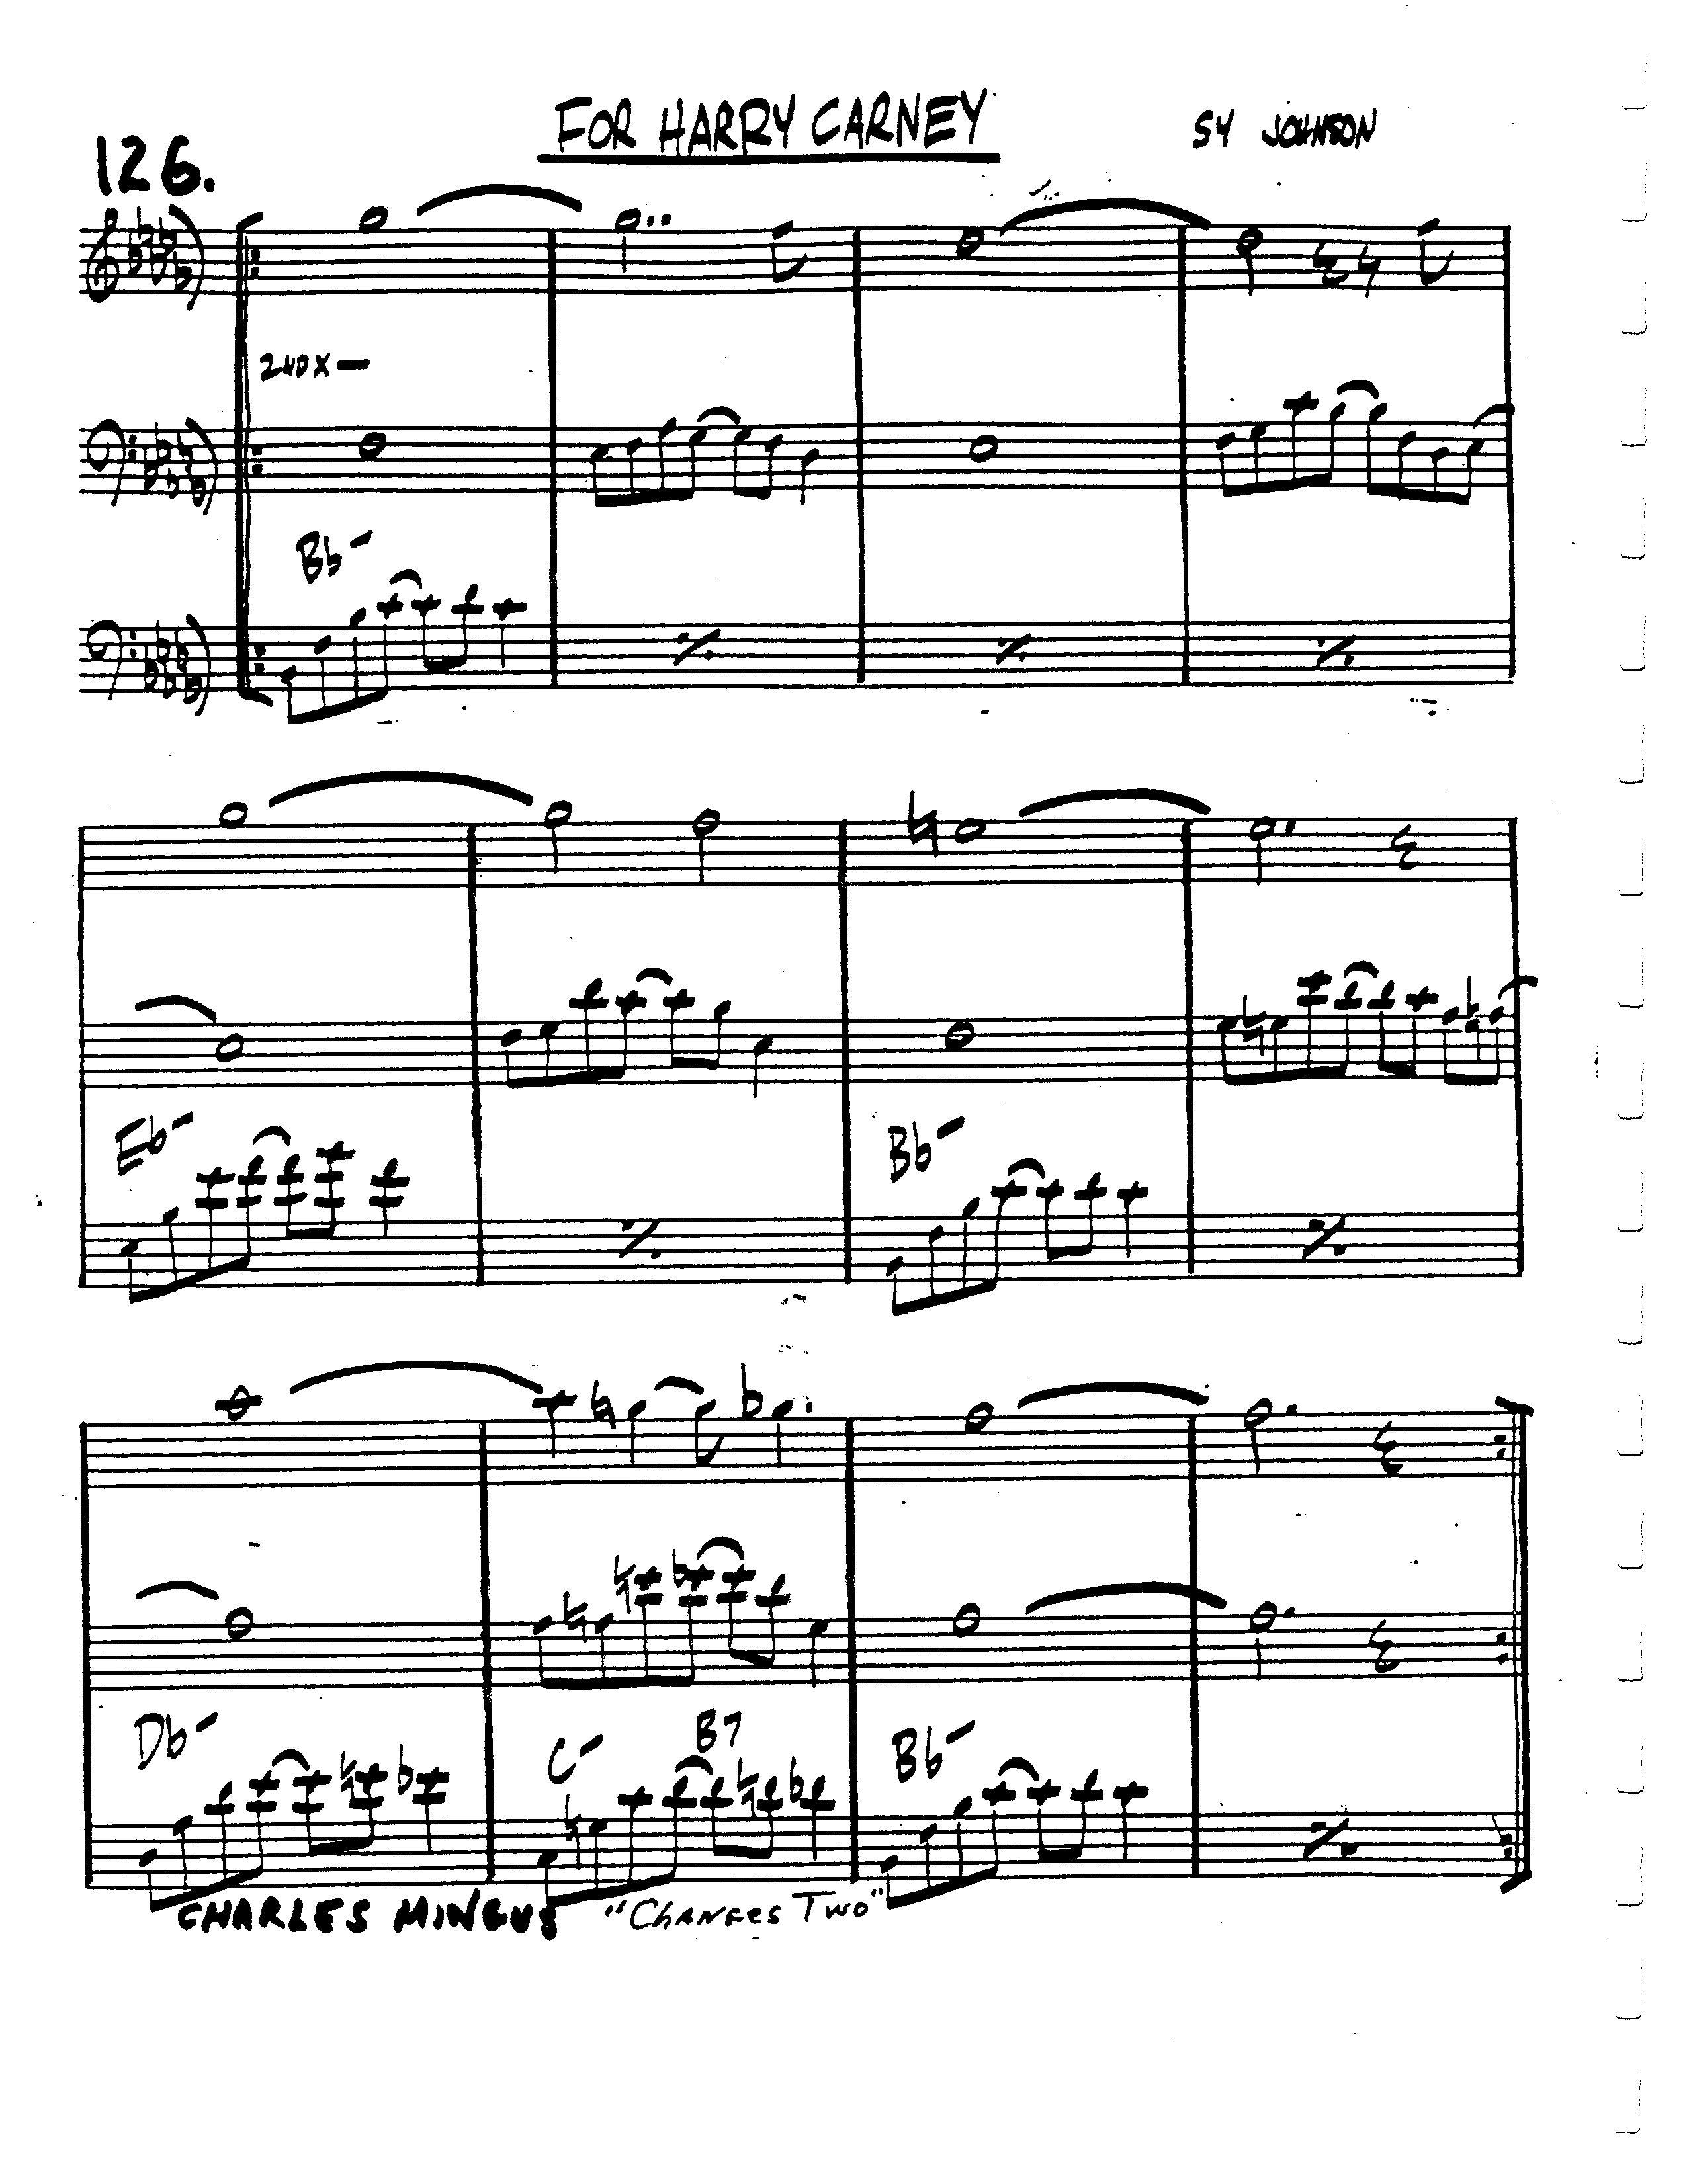 FOR HARRY CARNEY
SY JOHNSON
126.
2ND X —
Bb-
Eb-
Bb-
Db-
C-
B7
Bb-
CHARLES MINGUS "CHANGES TWO"